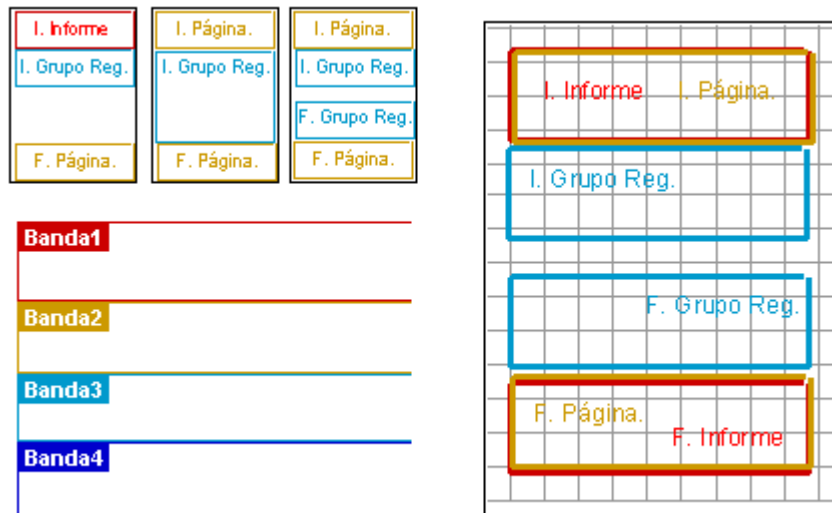 I. Informe
I. Grupo Reg.
F. Página.
I. Página.
I. Grupo Reg.
F. Página.
I. Página.
I. Grupo Reg.
F. Grupo Reg.
F. Página.
Banda1
Banda2
Banda3
Banda4
I. Informe I. Página.
I. Grupo Reg.
F. Grupo Reg.
F. Página.
F. Informe